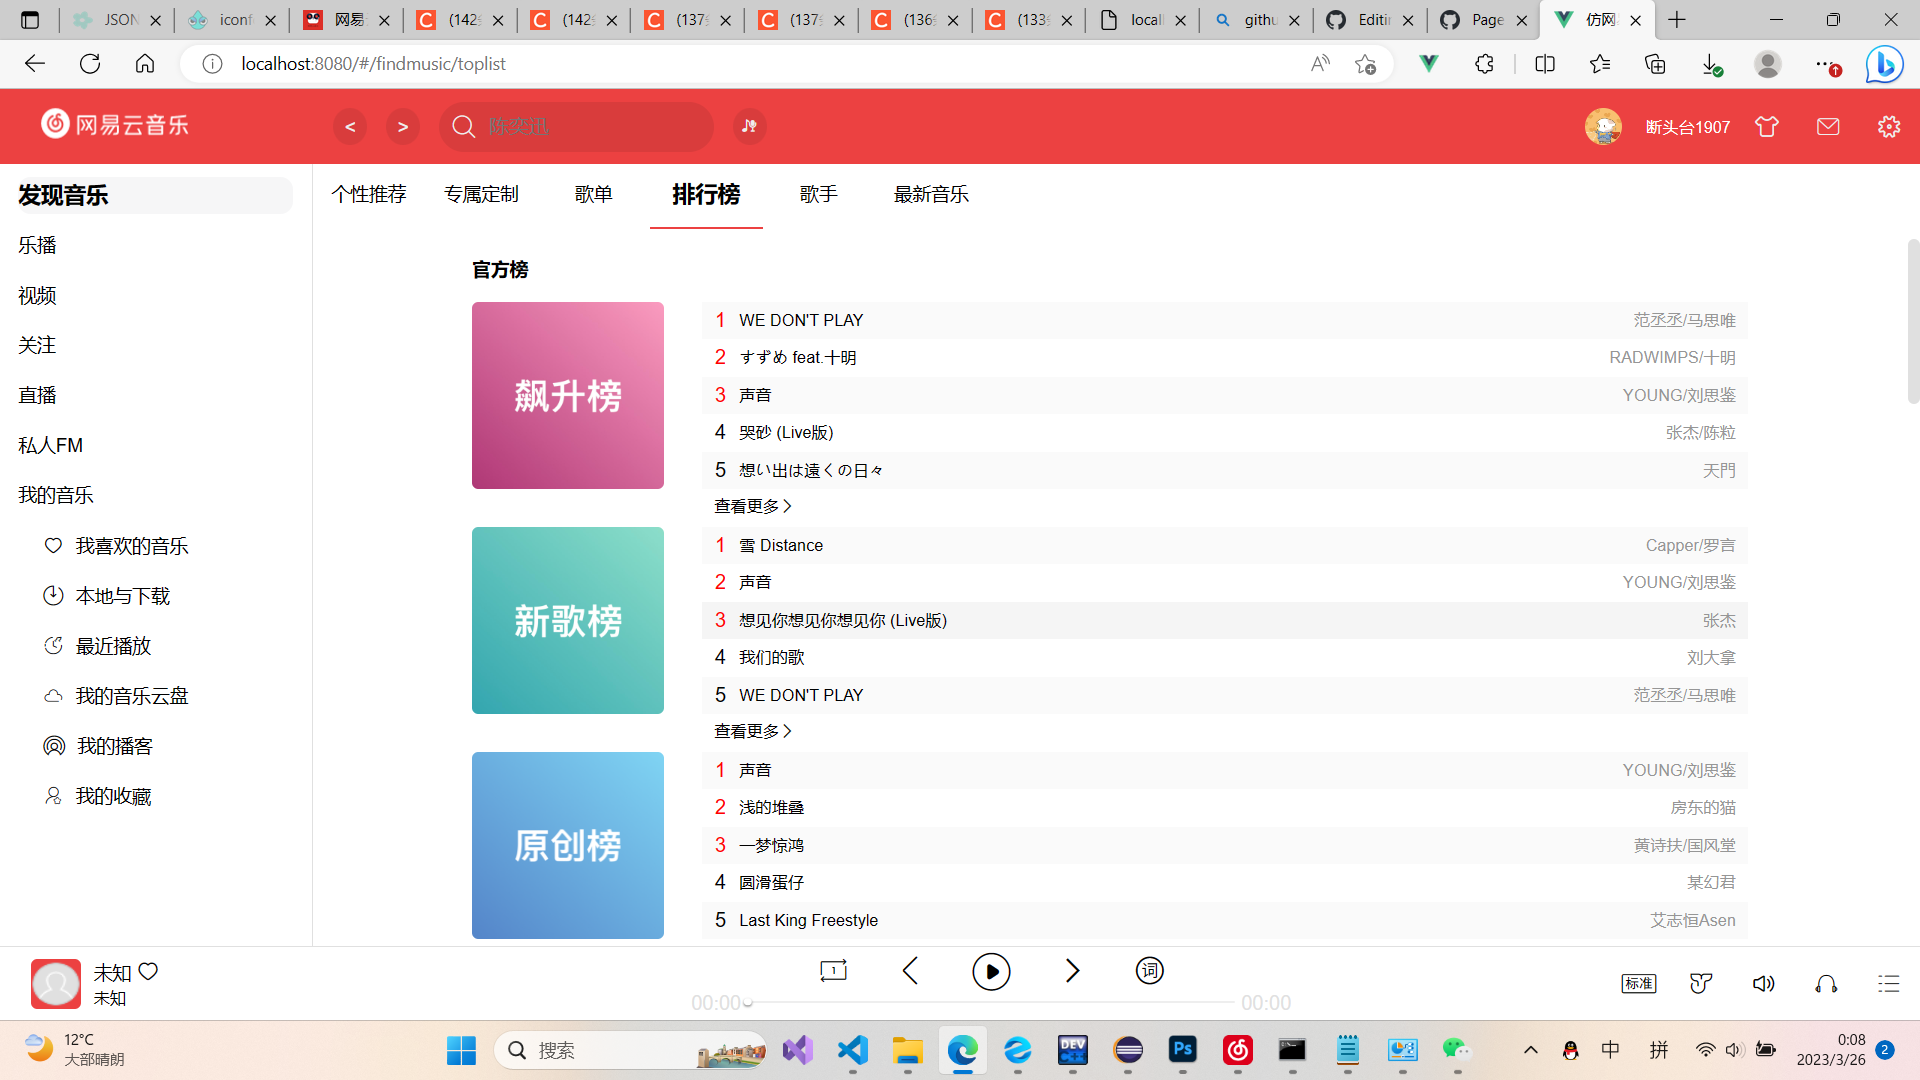 JSON
iconf
网易
(142
(142
(137
(137
(136
(133
locall
githu
Editin
Page
仿网
localhost:8080/#/findmusic/toplist
网易云音乐
<
>
陈奕迅
断头台1907
发现音乐
乐播
视频
关注
直播
私人FM
我的音乐
我喜欢的音乐
本地与下载
最近播放
我的音乐云盘
我的播客
我的收藏
个性推荐 专属定制 歌单 排行榜 歌手 最新音乐
官方榜
飙升榜
1 WE DON'T PLAY 范丞丞/马思唯
2 すずめ feat.十明 RADWIMPS/十明
3 声音 YOUNG/刘思鉴
4 哭砂 (Live版) 张杰/陈粒
5 想い出は遠くの日々 天門
查看更多
新歌榜
1 雪 Distance Capper/罗言
2 声音 YOUNG/刘思鉴
3 想见你想见你想见你 (Live版) 张杰
4 我们的歌 刘大拿
5 WE DON'T PLAY 范丞丞/马思唯
查看更多
原创榜
1 声音 YOUNG/刘思鉴
2 浅的堆叠 房东的猫
3 一梦惊鸿 黄诗扶/国风堂
4 圆滑蛋仔 某幻君
5 Last King Freestyle 艾志恒Asen
未知
未知
1
词
00:00
00:00
标准
12°C
大部晴朗
搜索
DEV
Ps
中
拼
0:08
2023/3/26
2